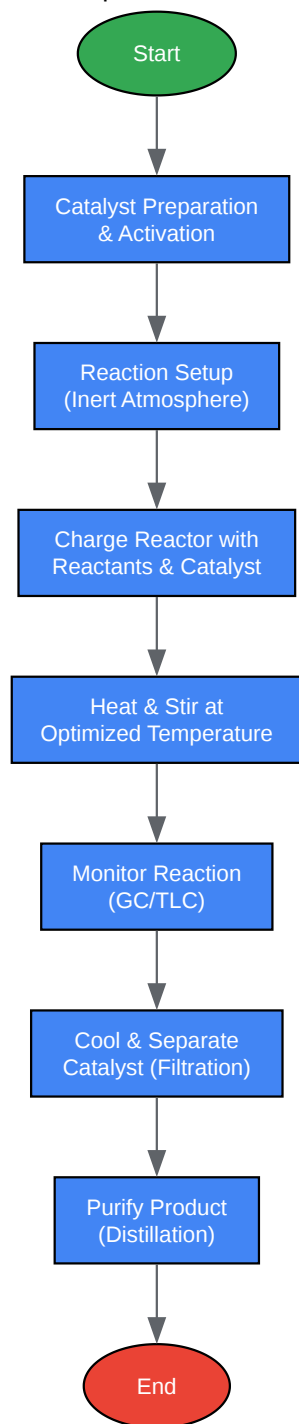 Start
Catalyst Preparation
& Activation
Reaction Setup
(Inert Atmosphere)
Charge Reactor with
Reactants & Catalyst
Heat & Stir at
Optimized Temperature
Monitor Reaction
(GC/TLC)
Cool & Separate
Catalyst (Filtration)
Purify Product
(Distillation)
End